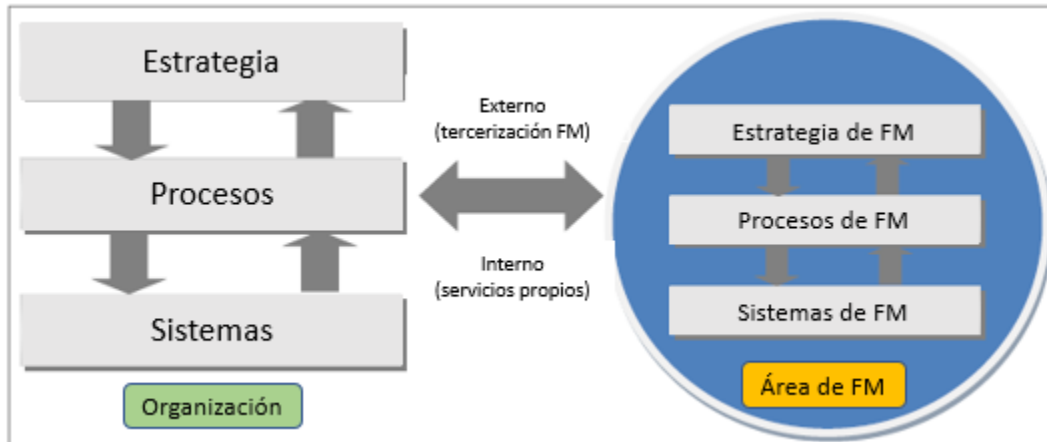 Estrategia
Procesos
Sistemas
Organización
Externo
(tercerización FM)
Interno
(servicios propios)
Estrategia de FM
Procesos de FM
Sistemas de FM
Área de FM